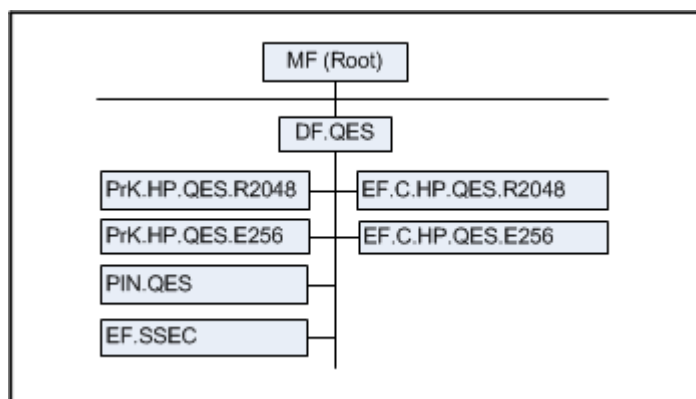 MF (Root)
DF.QES
PrK.HP.QES.R2048
EF.C.HP.QES.R2048
PrK.HP.QES.E256
EF.C.HP.QES.E256
PIN.QES
EF.SSEC